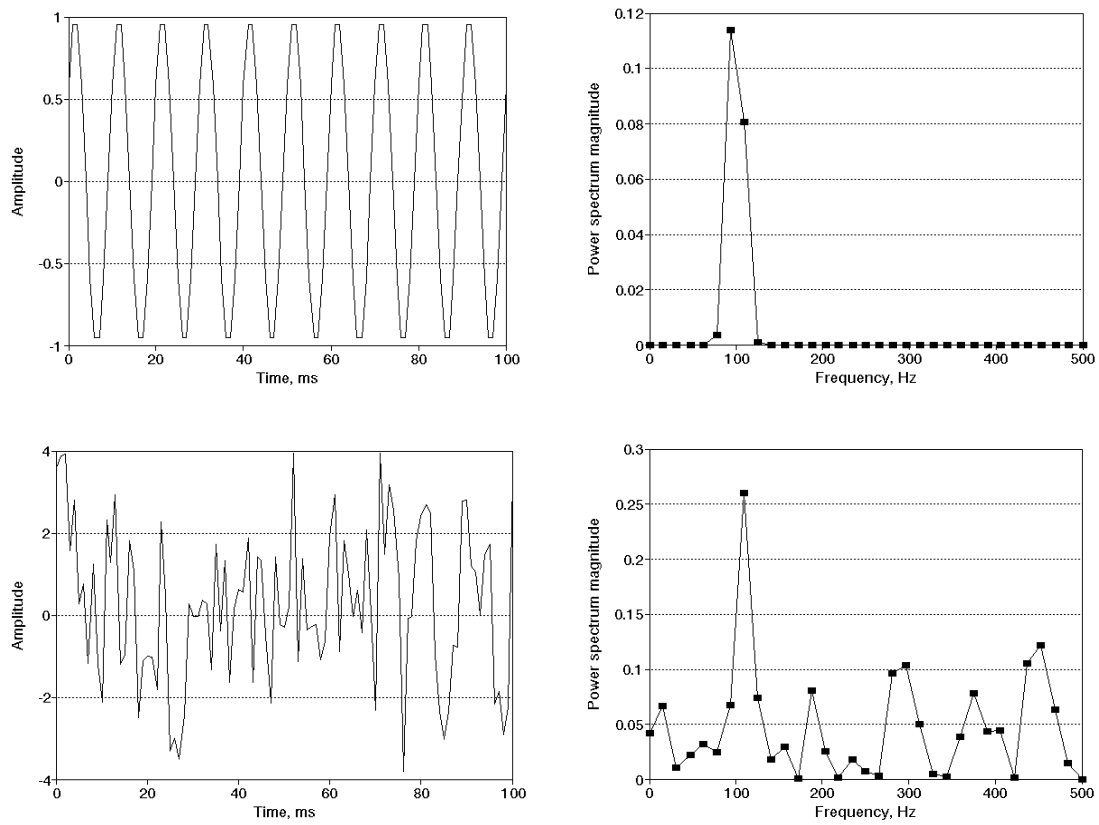 1
0.5
0
-0.5
-1
Amplitude
0 20 40 60 80 100
Time, ms
0.12
0.1
0.08
0.06
0.04
0.02
0
Power spectrum magnitude
0 100 200 300 400 500
Frequency, Hz
4
2
0
-2
-4
Amplitude
0 20 40 60 80 100
Time, ms
0.3
0.25
0.2
0.15
0.1
0.05
0
Power spectrum magnitude
0 100 200 300 400 500
Frequency, Hz